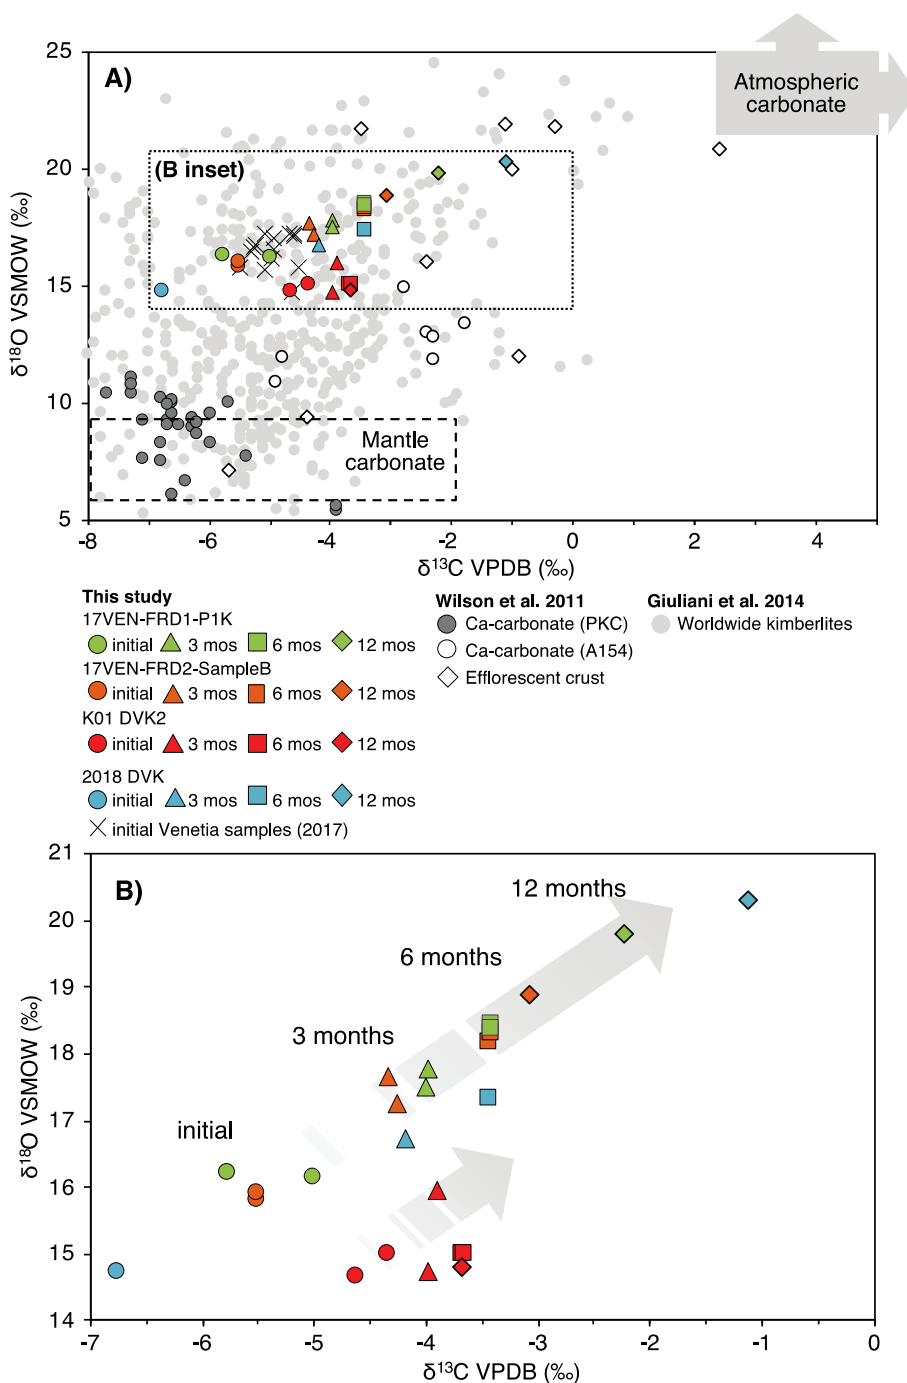 A)
Atmospheric
carbonate
(B inset)
Mantle
carbonate
25
20
15
10
5
δ¹⁸O VSMOW (‰)
-8 -6 -4 -2 0 2 4
δ¹³C VPDB (‰)
This study
17VEN-FRD1-P1K
initial 3 mos 6 mos 12 mos
17VEN-FRD2-SampleB
initial 3 mos 6 mos 12 mos
K01 DVK2
initial 3 mos 6 mos 12 mos
2018 DVK
initial 3 mos 6 mos 12 mos
initial Venetia samples (2017)
Wilson et al. 2011
Ca-carbonate (PKC)
Ca-carbonate (A154)
Efflorescent crust
Giuliani et al. 2014
Worldwide kimberlites
B)
12 months
6 months
3 months
initial
21
20
19
18
17
16
15
14
δ¹⁸O VSMOW (‰)
-7 -6 -5 -4 -3 -2 -1 0
δ¹³C VPDB (‰)